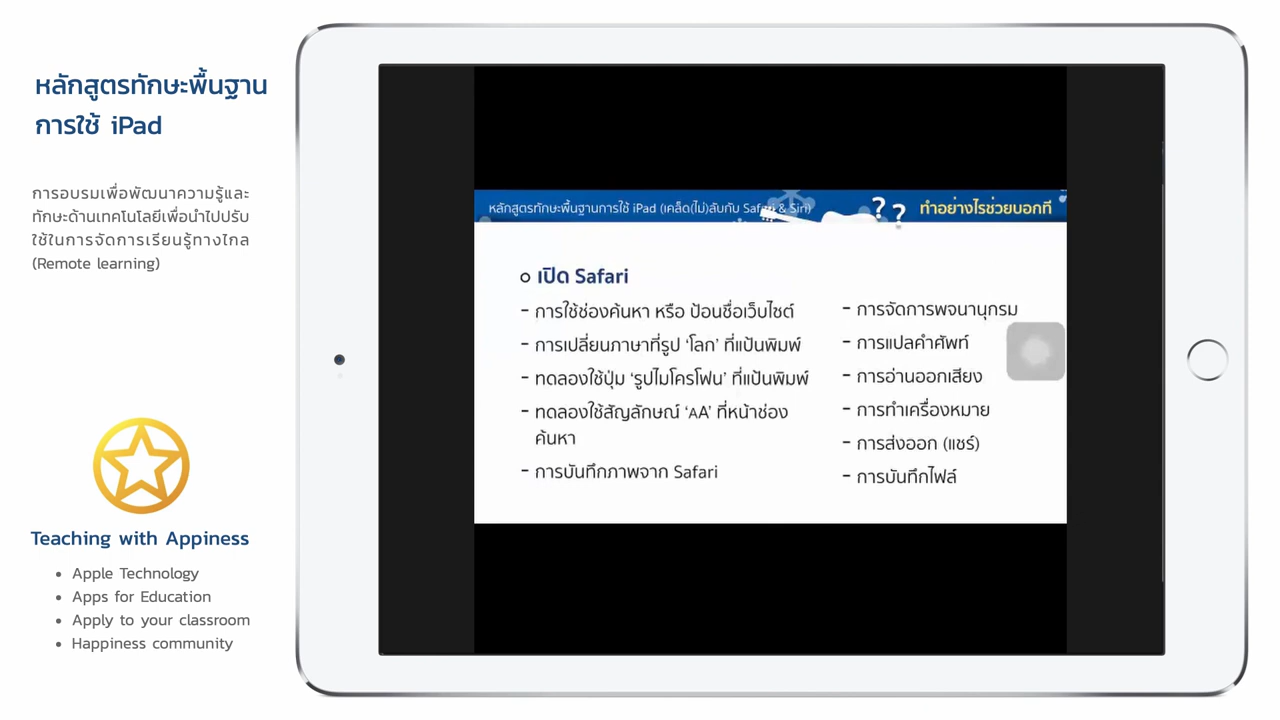 หลักสูตรทักษะพื้นฐาน
การใช้ iPad
การอบรมเพื่อพัฒนาความรู้และ
ทักษะด้านเทคโนโลยีเพื่อนำไปปรับ
ใช้ในการจัดการเรียนรู้ทางไกล
(Remote learning)
Teaching with Appiness
• Apple Technology
• Apps for Education
• Apply to your classroom
• Happiness community
หลักสูตรทักษะพื้นฐานการใช้ iPad (เคล็ด(ไม่)ลับกับ Safari & Siri)
? ? ทำอย่างไรช่วยบอกที
เปิด Safari
- การใช้ช่องค้นหา หรือ ป้อนชื่อเว็บไซต์
- การเปลี่ยนภาษาที่รูป ‘โลก’ ที่แป้นพิมพ์
- ทดลองใช้ปุ่ม ‘รูปไมโครโฟน’ ที่แป้นพิมพ์
- ทดลองใช้สัญลักษณ์ ‘AA’ ที่หน้าช่อง
ค้นหา
- การบันทึกภาพจาก Safari
- การจัดการพจนานุกรม
- การแปลคำศัพท์
- การอ่านออกเสียง
- การทำเครื่องหมาย
- การส่งออก (แชร์)
- การบันทึกไฟล์